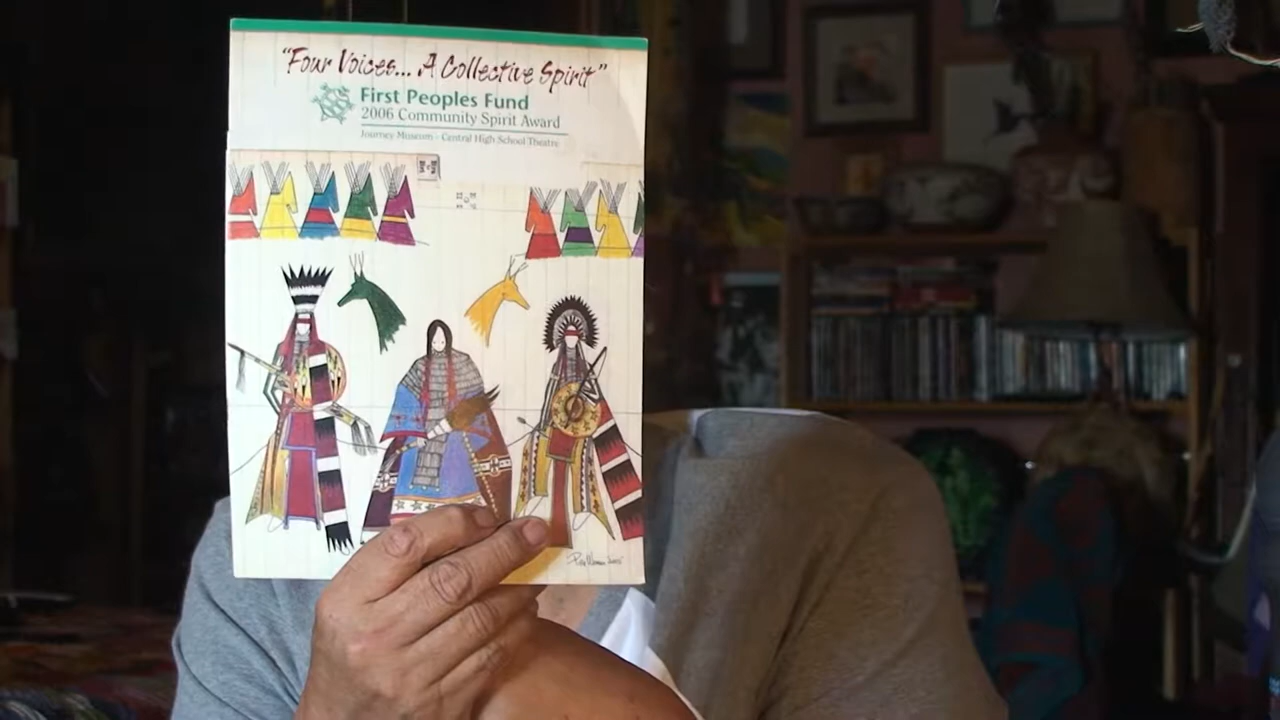 "Four Voices... A Collective Spirit"
First Peoples Fund
2006 Community Spirit Award
Journey Museum - Central High School Theatre